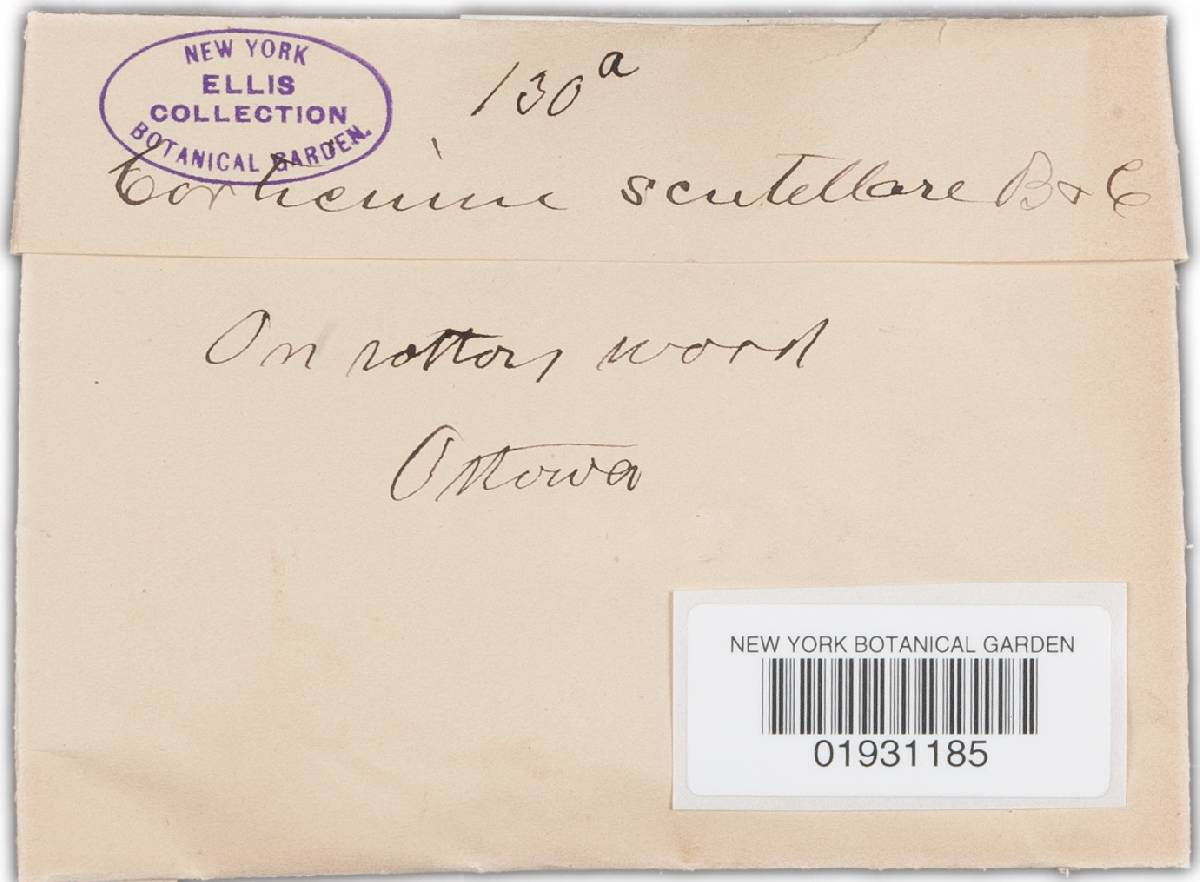 NEW YORK
ELLIS
COLLECTION
BOTANICAL GARDEN.
130a
Corticium scutellare B & C
On rotten wood
Ottowa
NEW YORK BOTANICAL GARDEN
01931185